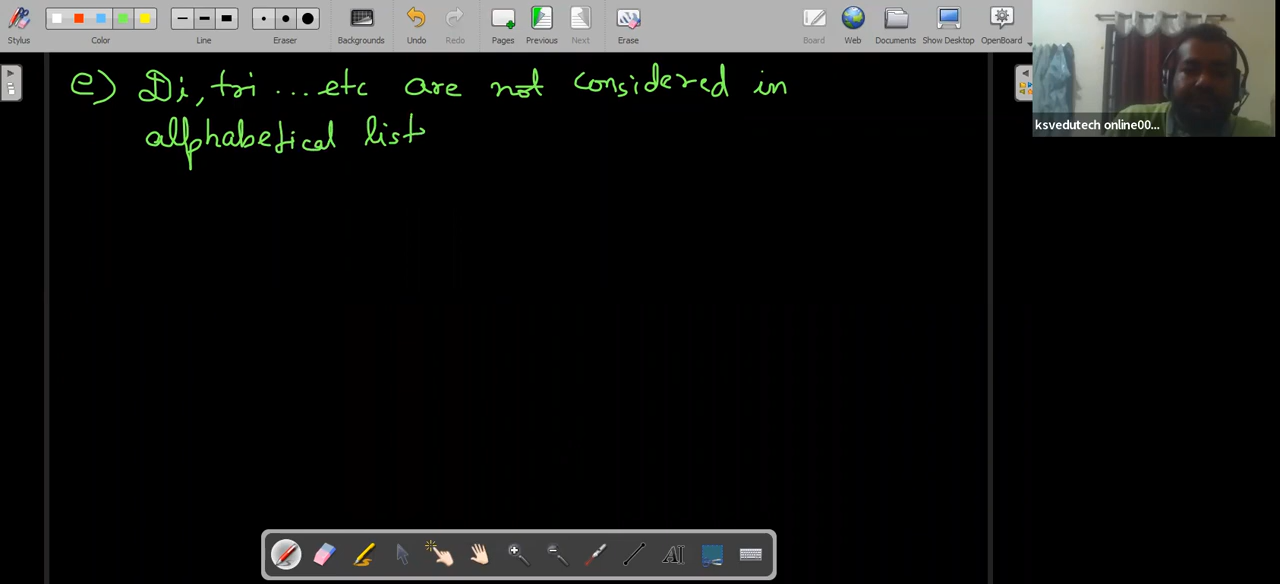 Stylus
Color
Line
Eraser
Backgrounds
Undo
Redo
Pages
Previous
Next
Erase
Board
Web
Documents
Show Desktop
OpenBoard
e) Di, tri ... etc are not considered in
alphabetical list
ksvedutech online00...
AI